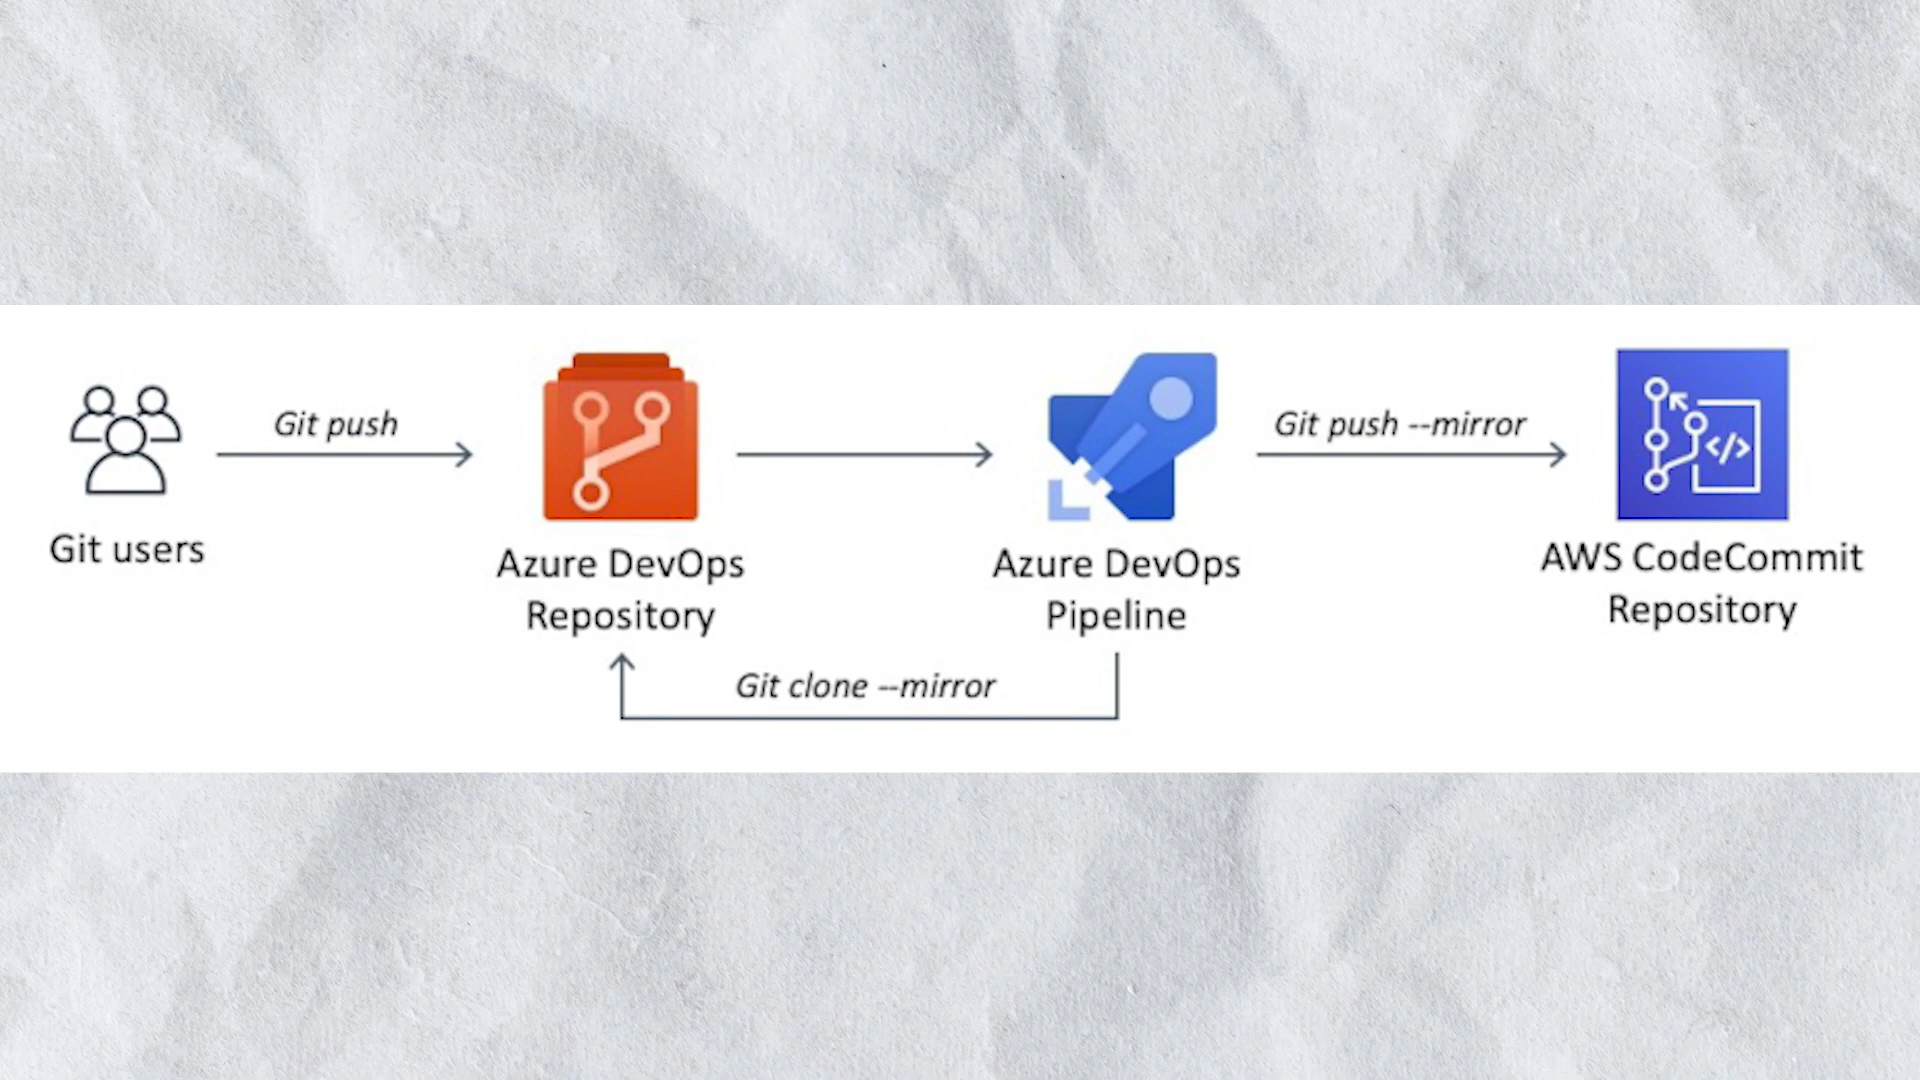 Git push
Git push --mirror
Git users
Azure DevOps
Repository
Azure DevOps
Pipeline
AWS CodeCommit
Repository
Git clone --mirror